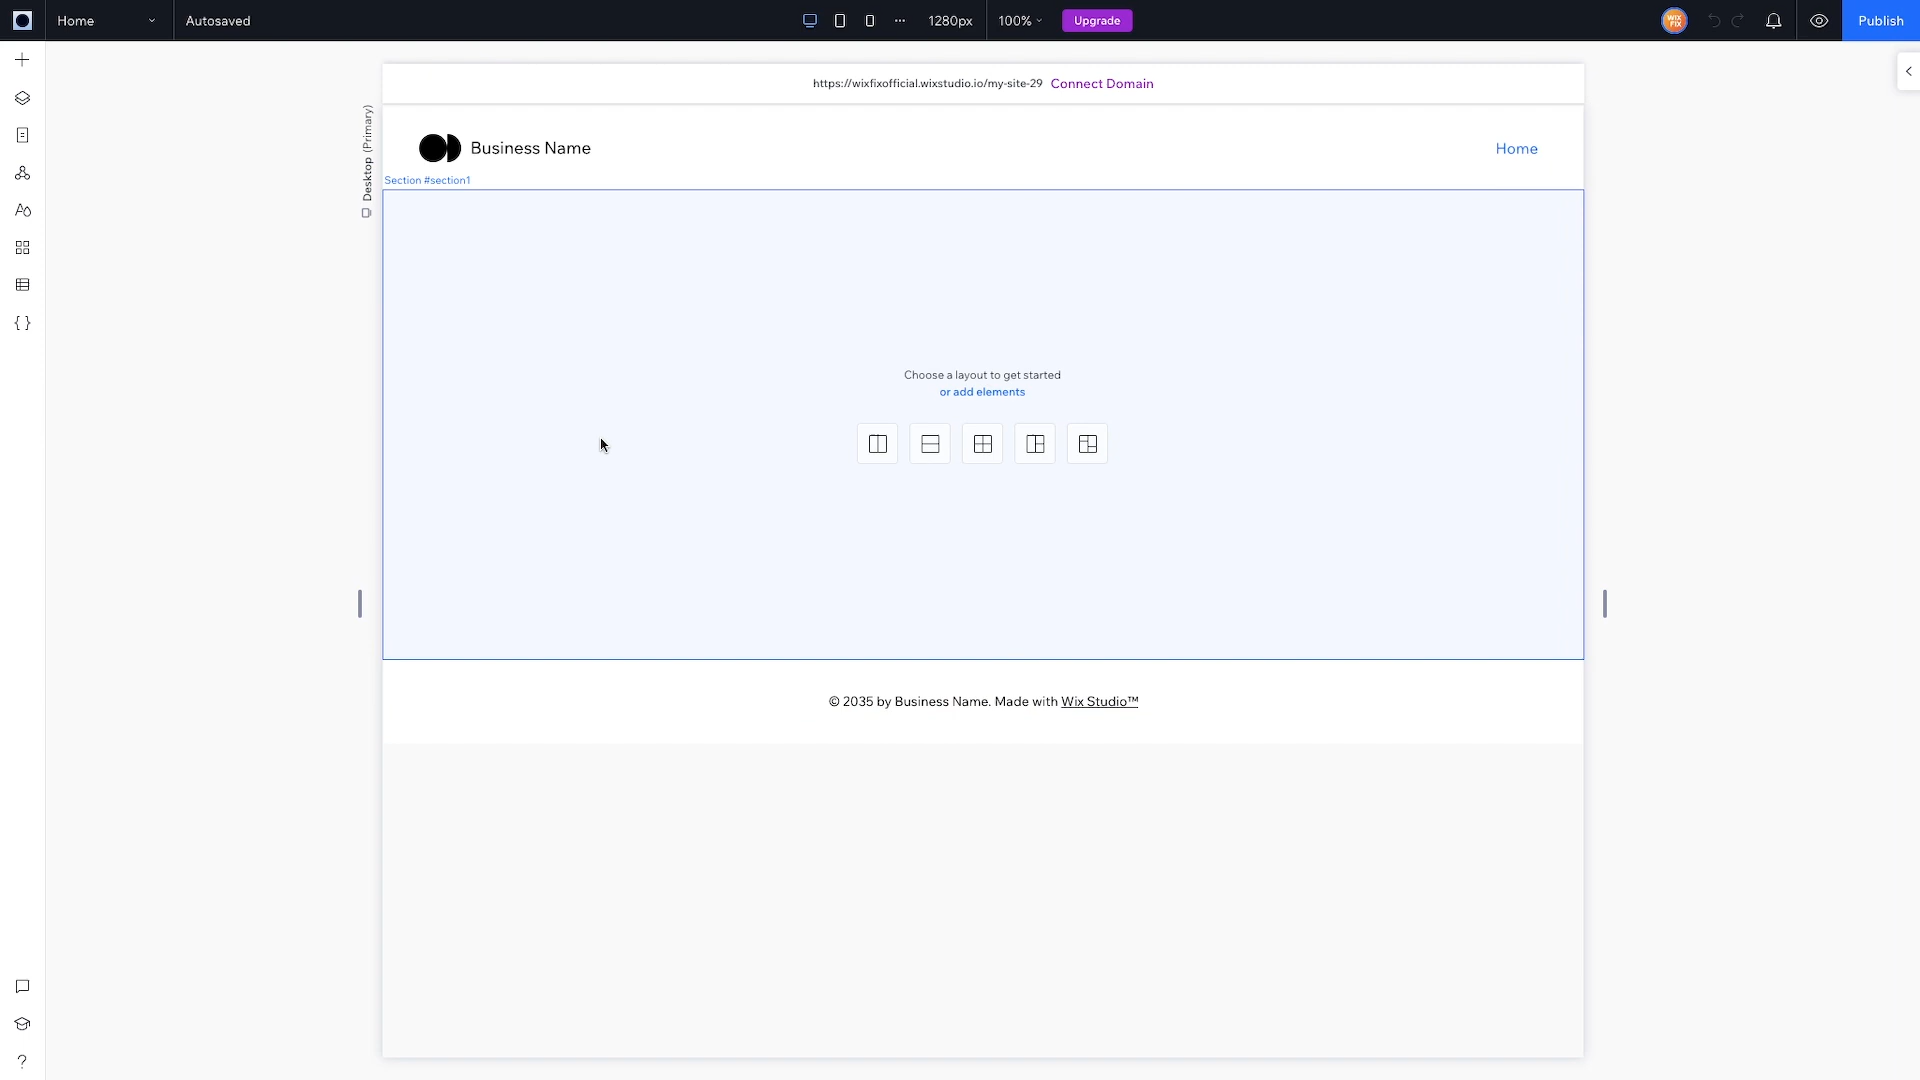 Home
Autosaved
1280px
100%
Upgrade
WIX
FIX
Publish
https://wixfixofficial.wixstudio.io/my-site-29 Connect Domain
Desktop (Primary)
Business Name
Home
Section #section1
Choose a layout to get started
or add elements
© 2035 by Business Name. Made with Wix Studio™